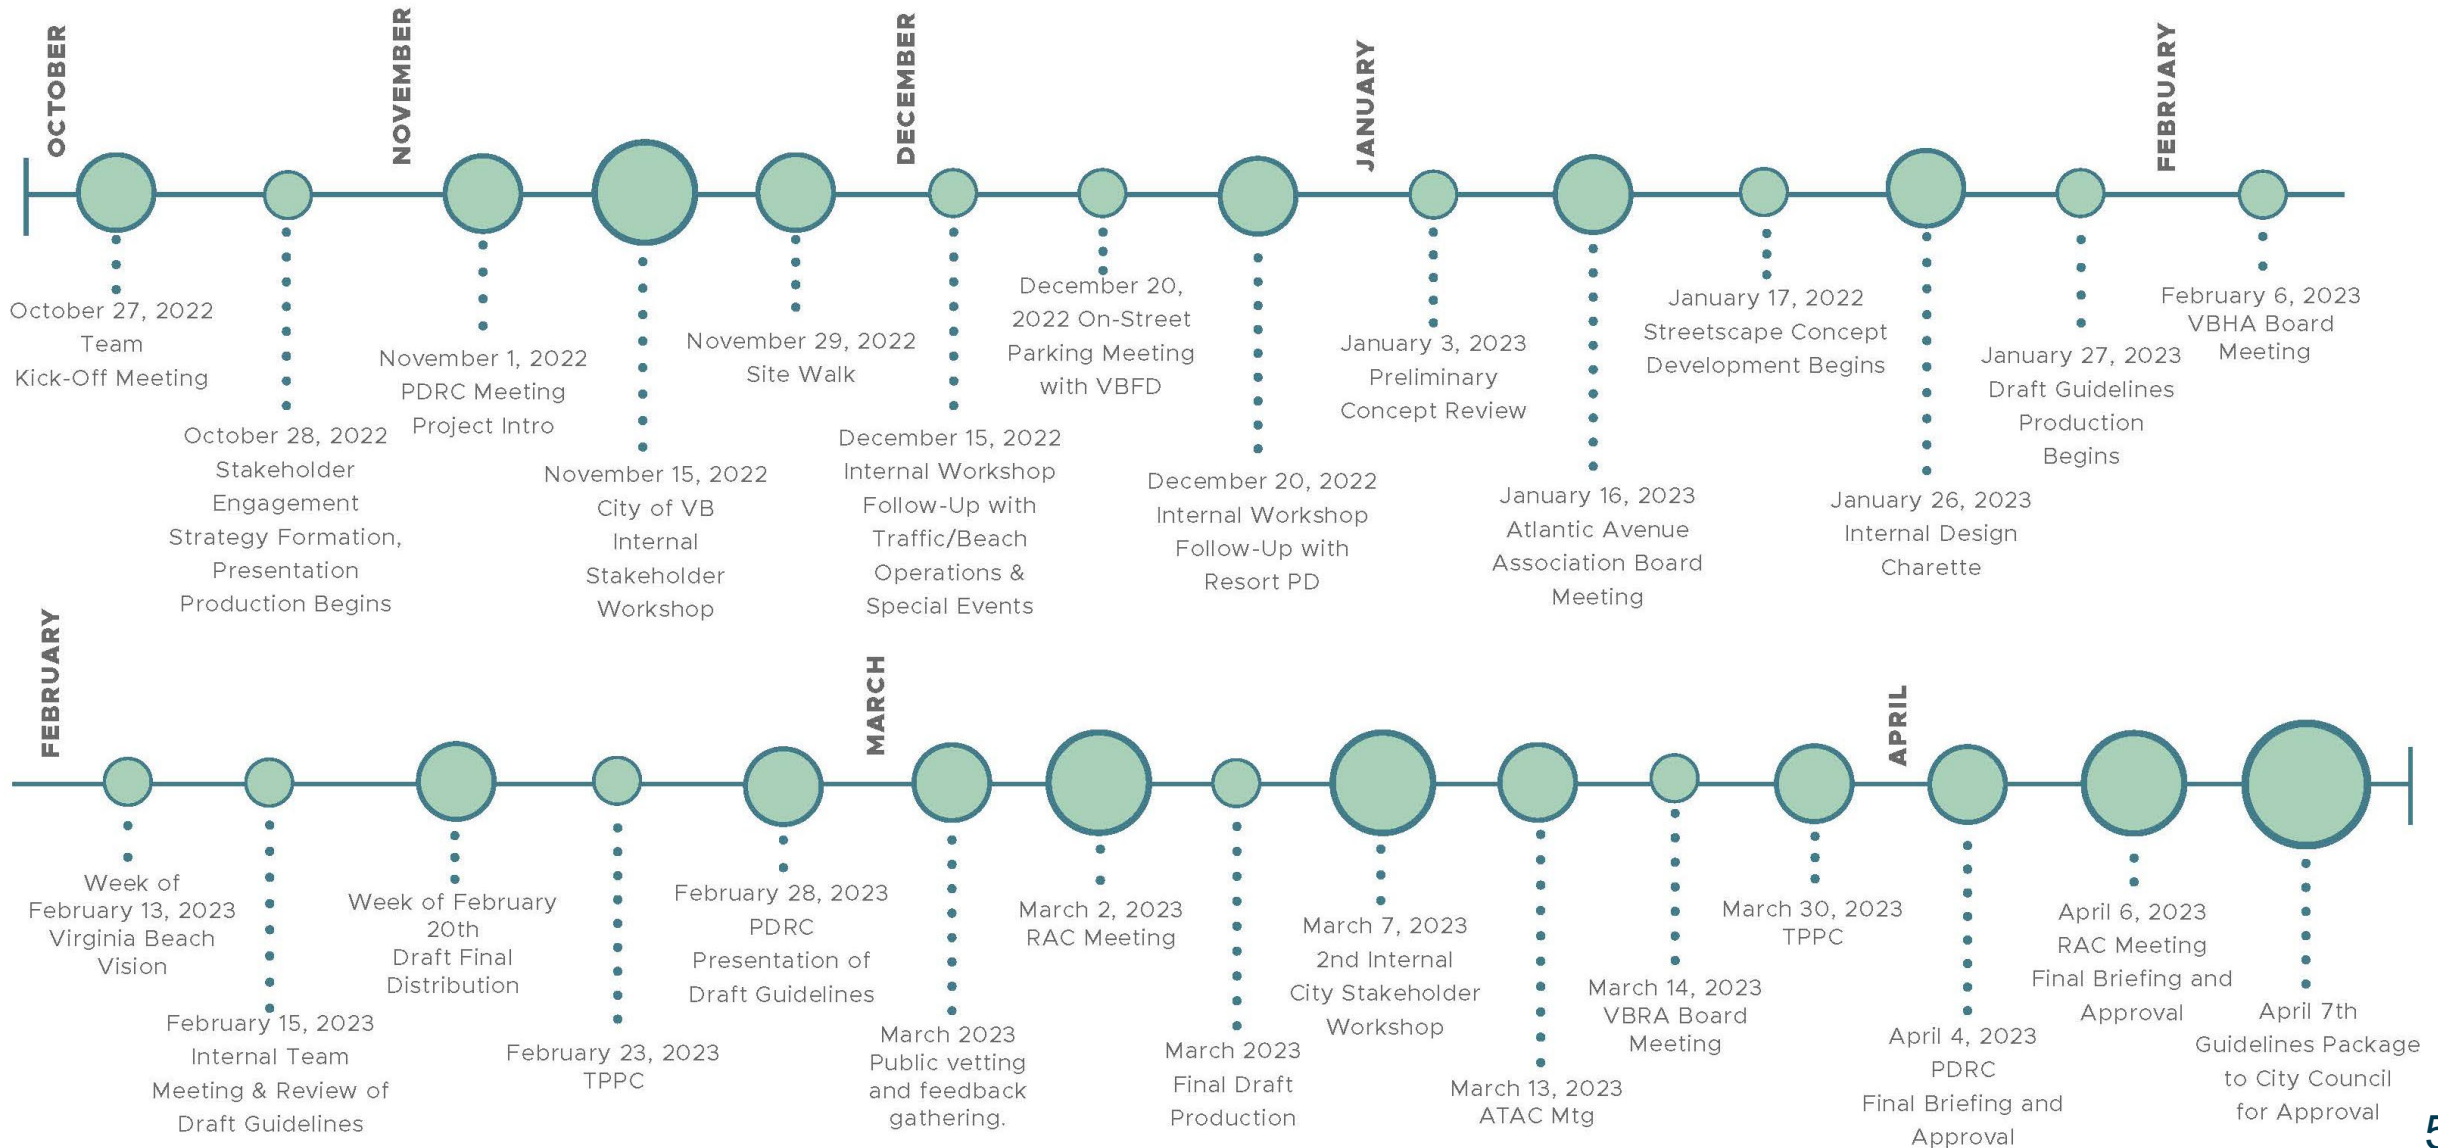 OCTOBER
October 27, 2022
Team
Kick-Off Meeting
October 28, 2022
Stakeholder
Engagement
Strategy Formation,
Presentation
Production Begins
NOVEMBER
November 1, 2022
PDRC Meeting
Project Intro
November 15, 2022
City of VB
Internal
Stakeholder
Workshop
November 29, 2022
Site Walk
DECEMBER
December 15, 2022
Internal Workshop
Follow-Up with
Traffic/Beach
Operations &
Special Events
December 20,
2022 On-Street
Parking Meeting
with VBFD
December 20, 2022
Internal Workshop
Follow-Up with
Resort PD
JANUARY
January 3, 2023
Preliminary
Concept Review
January 16, 2023
Atlantic Avenue
Association Board
Meeting
January 17, 2022
Streetscape Concept
Development Begins
January 26, 2023
Internal Design
Charette
January 27, 2023
Draft Guidelines
Production
Begins
FEBRUARY
February 6, 2023
VBHA Board
Meeting
FEBRUARY
Week of
February 13, 2023
Virginia Beach
Vision
February 15, 2023
Internal Team
Meeting & Review of
Draft Guidelines
Week of February
20th
Draft Final
Distribution
February 23, 2023
TPPC
February 28, 2023
PDRC
Presentation of
Draft Guidelines
MARCH
March 2023
Public vetting
and feedback
gathering.
March 2, 2023
RAC Meeting
March 2023
Final Draft
Production
March 7, 2023
2nd Internal
City Stakeholder
Workshop
March 13, 2023
ATAC Mtg
March 14, 2023
VBRA Board
Meeting
March 30, 2023
TPPC
APRIL
April 4, 2023
PDRC
Final Briefing and
Approval
April 6, 2023
RAC Meeting
Final Briefing and
Approval
April 7th
Guidelines Package
to City Council
for Approval
5